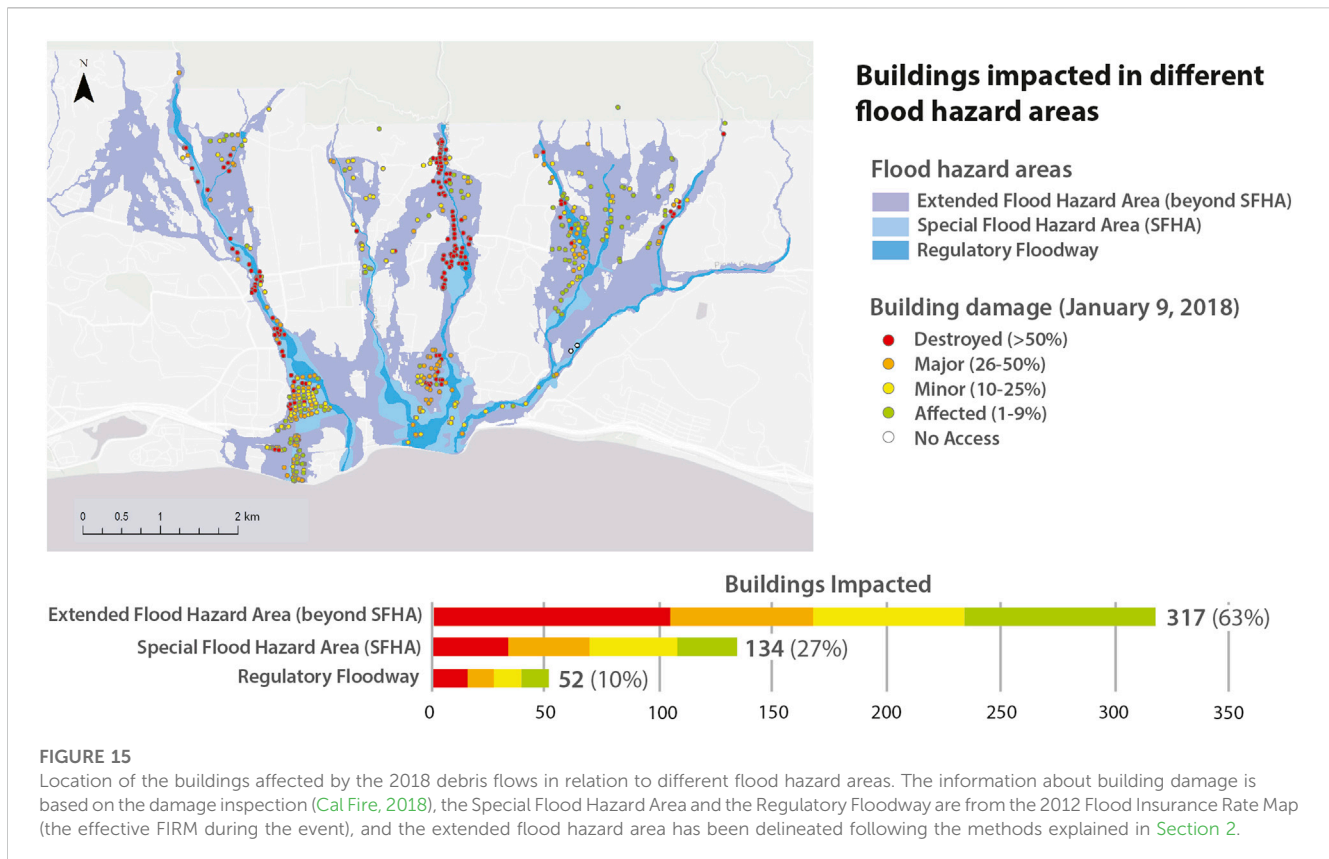 N
Buildings impacted in different
flood hazard areas
Flood hazard areas
Extended Flood Hazard Area (beyond SFHA)
Special Flood Hazard Area (SFHA)
Regulatory Floodway
Building damage (January 9, 2018)
Destroyed (>50%)
Major (26-50%)
Minor (10-25%)
Affected (1-9%)
No Access
0 0.5 1 2 km
Buildings Impacted
Extended Flood Hazard Area (beyond SFHA) 317 (63%)
Special Flood Hazard Area (SFHA) 134 (27%)
Regulatory Floodway 52 (10%)
0 50 100 150 200 250 300 350
FIGURE 15
Location of the buildings affected by the 2018 debris flows in relation to different flood hazard areas. The information about building damage is
based on the damage inspection (Cal Fire, 2018), the Special Flood Hazard Area and the Regulatory Floodway are from the 2012 Flood Insurance Rate Map
(the effective FIRM during the event), and the extended flood hazard area has been delineated following the methods explained in Section 2.